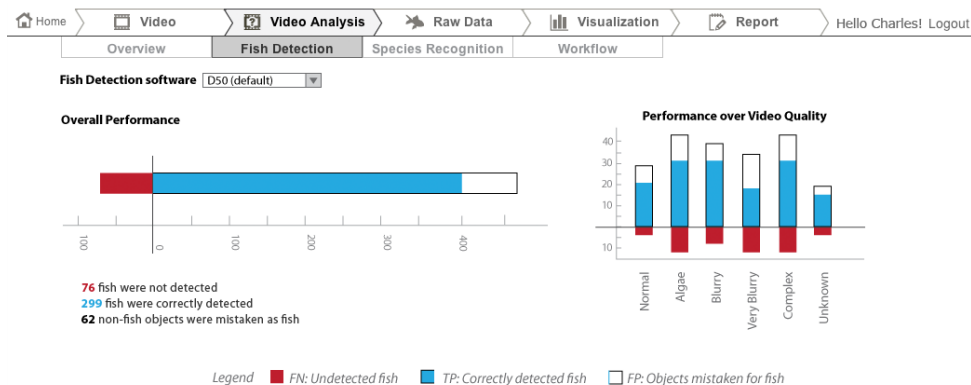 Home Video Video Analysis Raw Data Visualization Report Hello Charles! Logout
Overview Fish Detection Species Recognition Workflow
Fish Detection software D50 (default)
Overall Performance
100 0 100 200 300 400
76 fish were not detected
299 fish were correctly detected
62 non-fish objects were mistaken as fish
Performance over Video Quality
40
30
20
10
10
Normal Algae Blurry Very Blurry Complex Unknown
Legend FN: Undetected fish TP: Correctly detected fish FP: Objects mistaken for fish